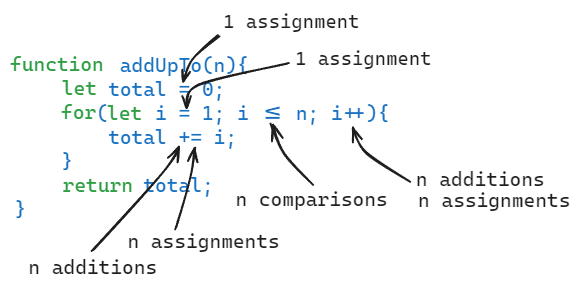 1 assignment
1 assignment
function addUpTo(n){
let total = 0;
for(let i = 1; i ≤ n; i++){
total += i;
}
return total;
}
n additions
n assignments
n comparisons
n assignments
n additions